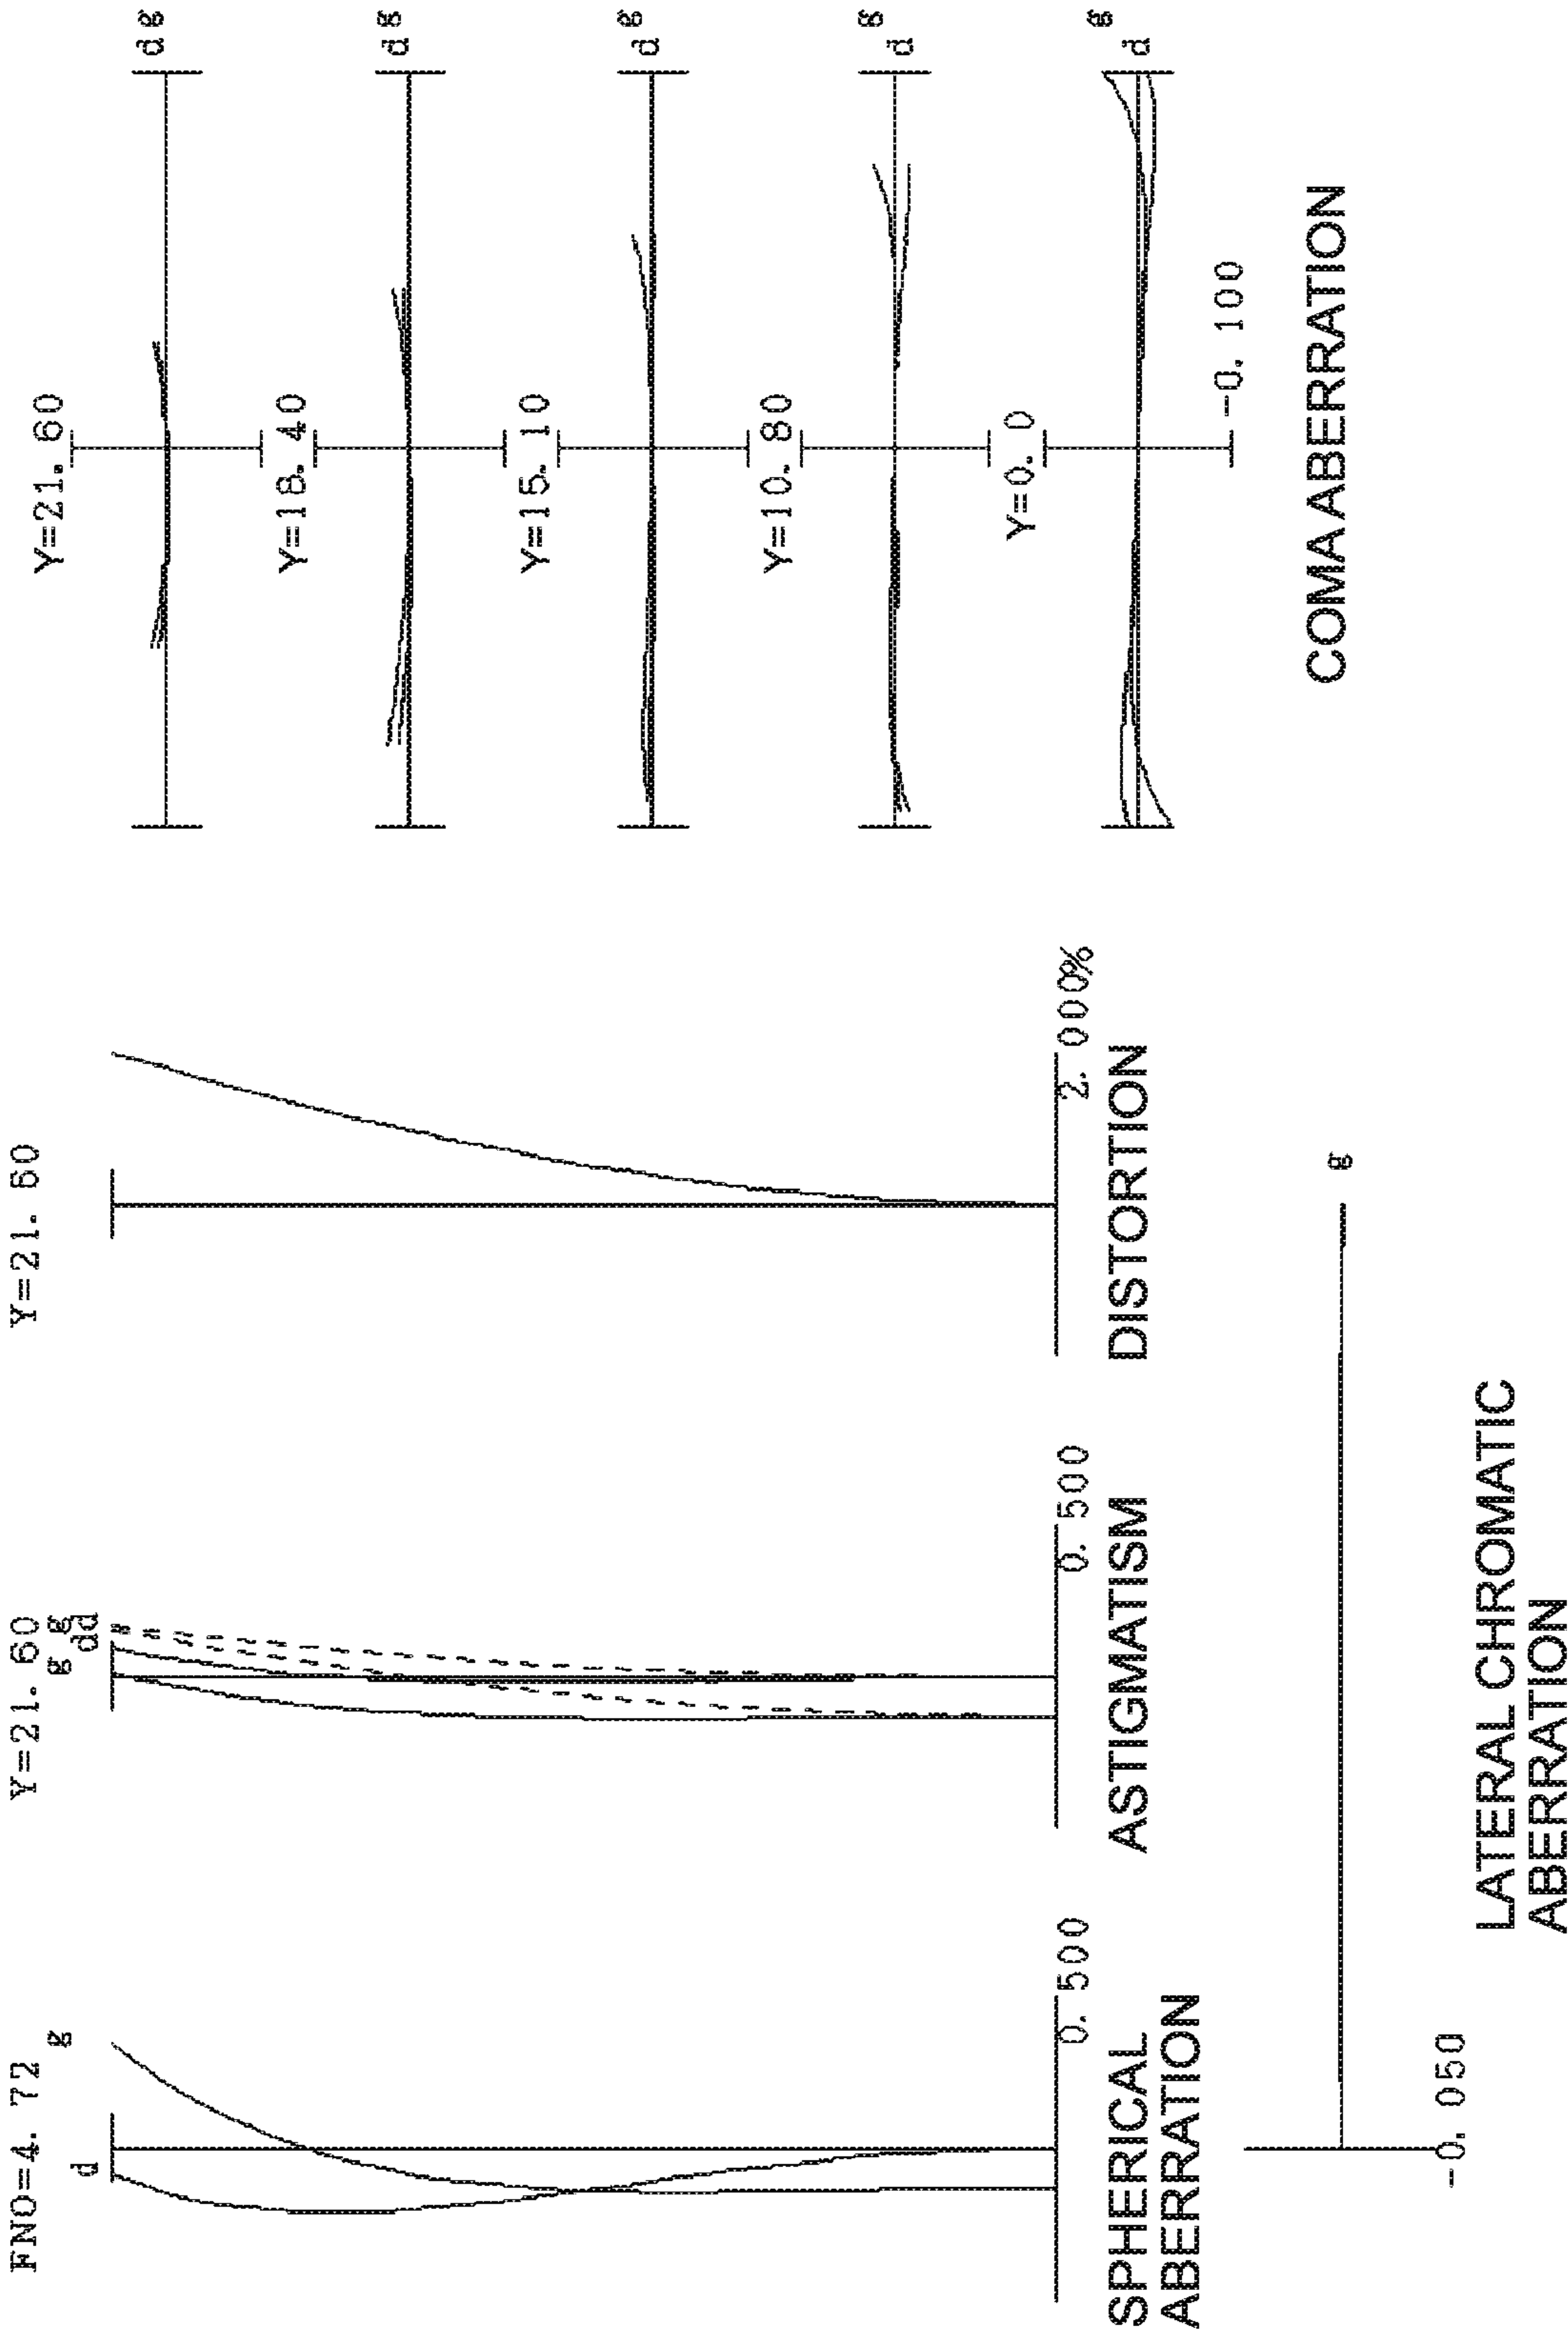 FNO=4. 72
d
g
0. 500
SPHERICAL
ABERRATION
Y=21. 60
g g
dd
0. 500
ASTIGMATISM
Y=21. 60
2. 000%
DISTORTION
g
-0. 050
LATERAL CHROMATIC
ABERRATION
Y=21. 60
g
d
Y=18. 40
g
d
Y=15. 10
g
d
Y=10. 80
g
d
Y=0. 0
g
d
-0. 100
COMA ABERRATION